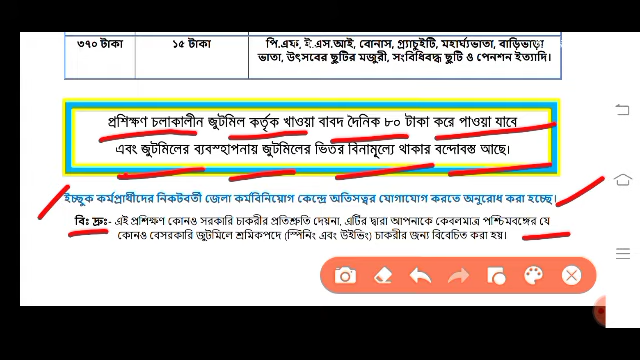 ৩৭০ টাকা ১৫ টাকা পি.এফ, ই.এস.আই, বোনাস, গ্র্যাচুইটি, মহার্ঘ্যভাতা, বাড়িভাড়া
ভাতা, উৎসবের ছুটির মজুরী, সংবিধিবদ্ধ ছুটি ও পেনশন ইত্যাদি।
প্রশিক্ষণ চলাকালীন জুটমিল কর্তৃক খাওয়া বাবদ দৈনিক ৮০ টাকা করে পাওয়া যাবে
এবং জুটমিলের ব্যবস্হাপনায় জুটমিলের ভিতর বিনামূল্যে থাকার বন্দোবস্ত আছে।
ইচ্ছুক কর্মপ্রার্থীদের নিকটবর্তী জেলা কর্মবিনিয়োগ কেন্দ্রে অতিসত্বর যোগাযোগ করতে অনুরোধ করা হচ্ছে।
বিঃ দ্রঃ- এই প্রশিক্ষণ কোনও সরকারি চাকরীর প্রতিশ্রুতি দেয়না, এটির দ্বারা আপনাকে কেবলমাত্র পশ্চিমবঙ্গের যে
কোনও বেসরকারি জুটমিলে শ্রমিকপদে (স্পিনিং এবং উইভিং) চাকরীর জন্য বিবেচিত করা হয়।